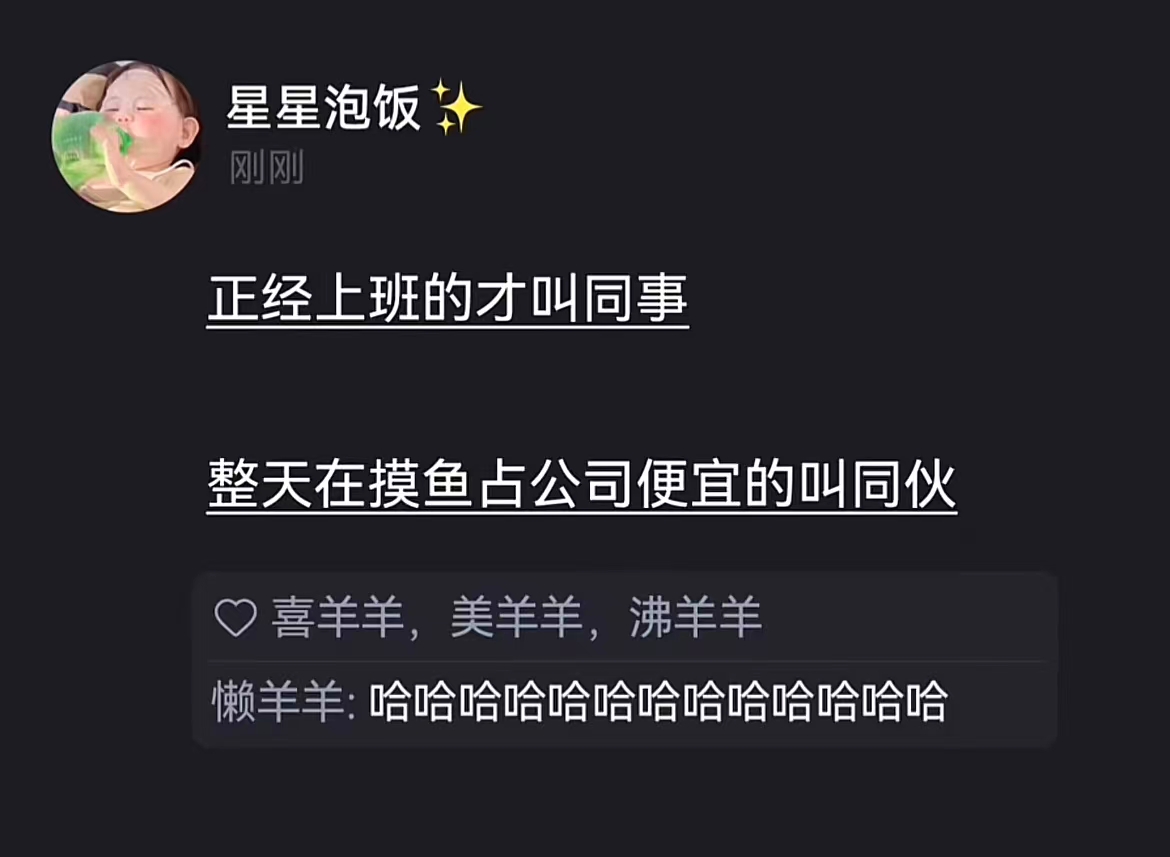 星星泡饭✨
刚刚
正经上班的才叫同事
整天在摸鱼占公司便宜的叫同伙
喜羊羊，美羊羊，沸羊羊
懒羊羊: 哈哈哈哈哈哈哈哈哈哈哈哈哈